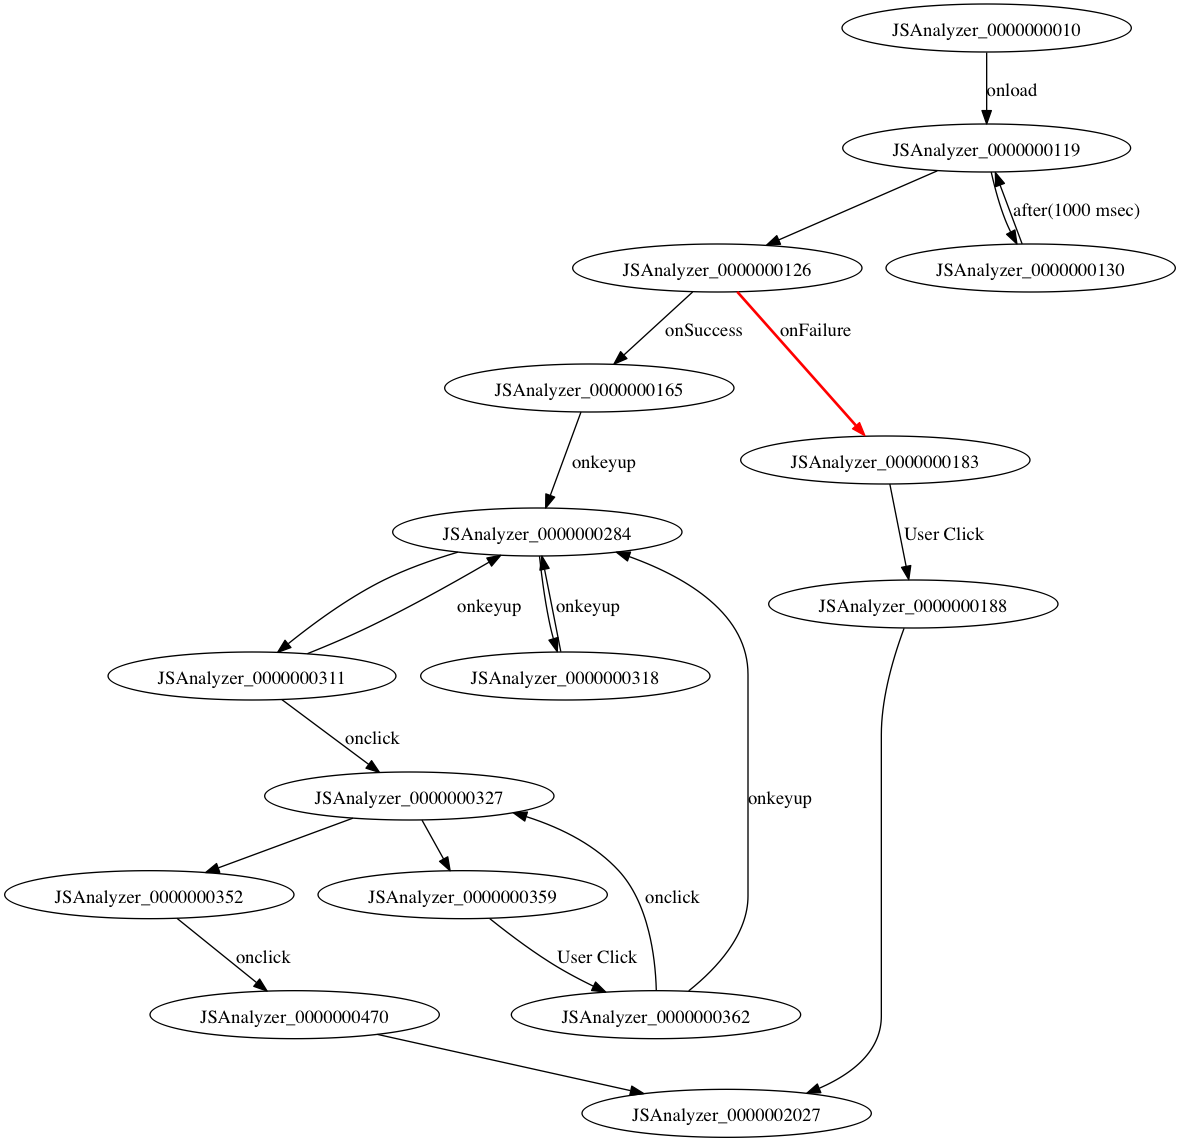 JSAnalyzer_0000000010
onload
JSAnalyzer_0000000119
after(1000 msec)
JSAnalyzer_0000000126
JSAnalyzer_0000000130
onSuccess
onFailure
JSAnalyzer_0000000165
JSAnalyzer_0000000183
onkeyup
User Click
JSAnalyzer_0000000284
JSAnalyzer_0000000188
onkeyup
onkeyup
JSAnalyzer_0000000311
JSAnalyzer_0000000318
onclick
JSAnalyzer_0000000327
onkeyup
JSAnalyzer_0000000352
JSAnalyzer_0000000359
onclick
onclick
User Click
JSAnalyzer_0000000470
JSAnalyzer_0000000362
JSAnalyzer_0000002027